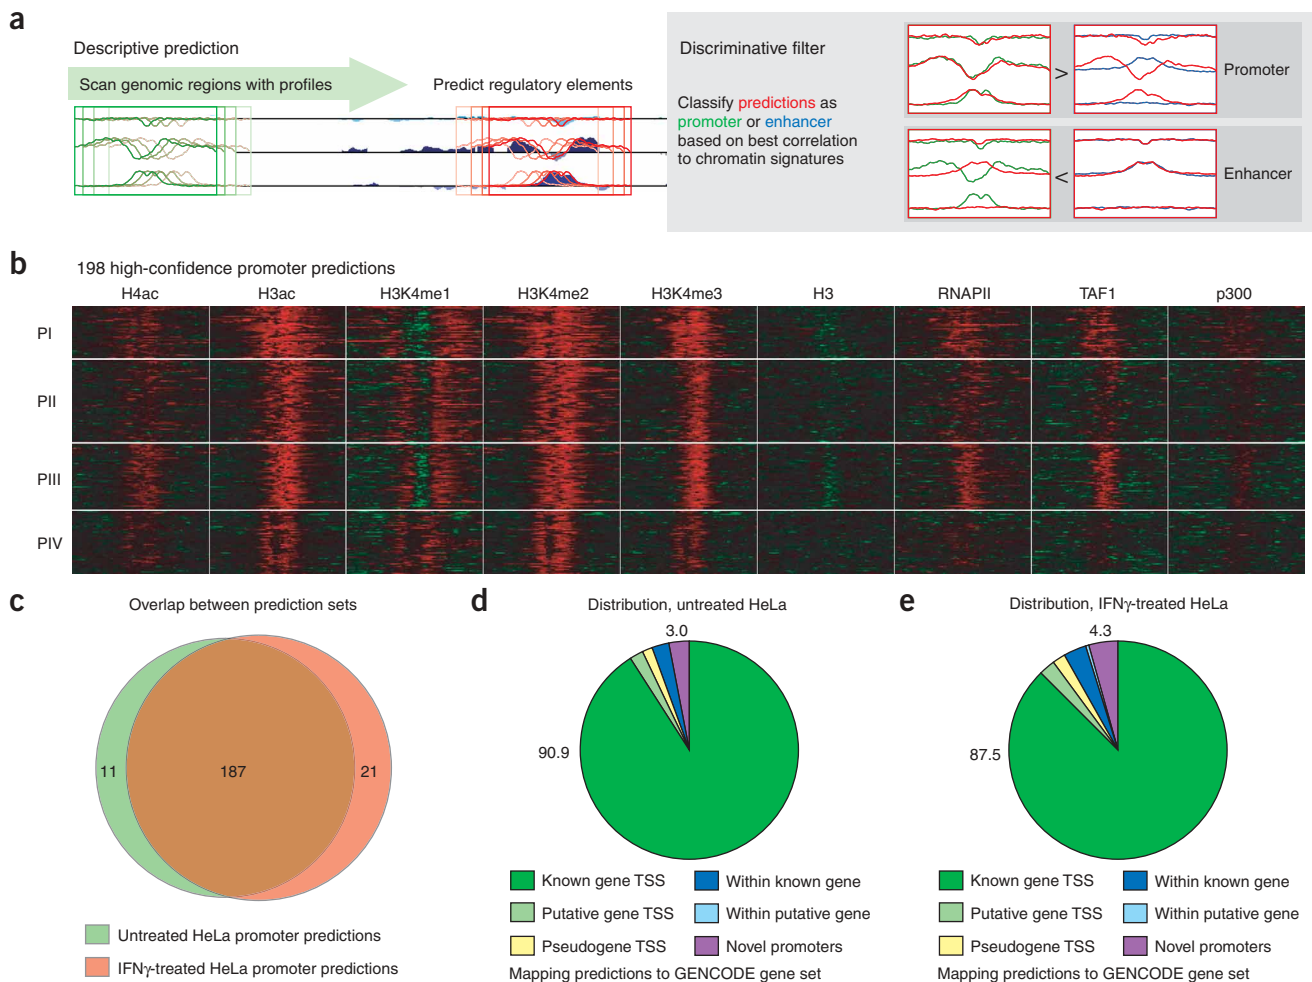 a
Descriptive prediction
Scan genomic regions with profiles
Predict regulatory elements
Discriminative filter
Classify predictions as
promoter or enhancer
based on best correlation
to chromatin signatures
>
Promoter
<
Enhancer
b
198 high-confidence promoter predictions
H4ac H3ac H3K4me1 H3K4me2 H3K4me3 H3 RNAPII TAF1 p300
PI
PII
PIII
PIV
c
Overlap between prediction sets
11
187
21
Untreated HeLa promoter predictions
IFNγ-treated HeLa promoter predictions
d
Distribution, untreated HeLa
3.0
90.9
Known gene TSS
Putative gene TSS
Pseudogene TSS
Within known gene
Within putative gene
Novel promoters
Mapping predictions to GENCODE gene set
e
Distribution, IFNγ-treated HeLa
4.3
87.5
Known gene TSS
Putative gene TSS
Pseudogene TSS
Within known gene
Within putative gene
Novel promoters
Mapping predictions to GENCODE gene set